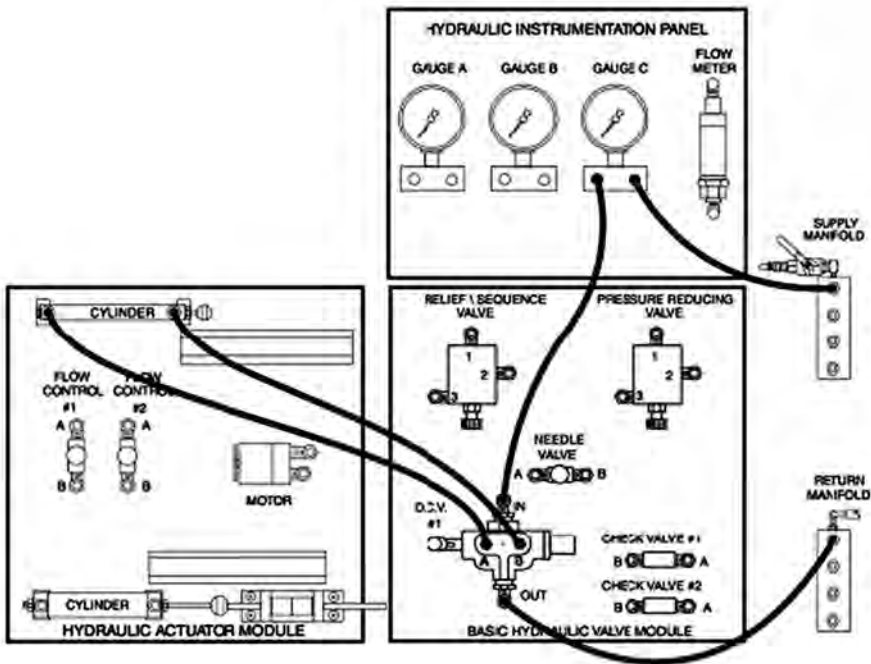 HYDRAULIC INSTRUMENTATION PANEL
GAUGE A
GAUGE B
GAUGE C
FLOW
METER
SUPPLY
MANIFOLD
CYLINDER
FLOW
CONTROL
#1
FLOW
CONTROL
#2
A
A
B
B
MOTOR
CYLINDER
HYDRAULIC ACTUATOR MODULE
RELIEF \ SEQUENCE
VALVE
PRESSURE REDUCING
VALVE
1
2
3
1
2
3
NEEDLE
VALVE
A
B
D.C.V.
#1
IN
A
B
OUT
CHECK VALVE #1
B
A
CHECK VALVE #2
B
A
BASIC HYDRAULIC VALVE MODULE
RETURN
MANIFOLD